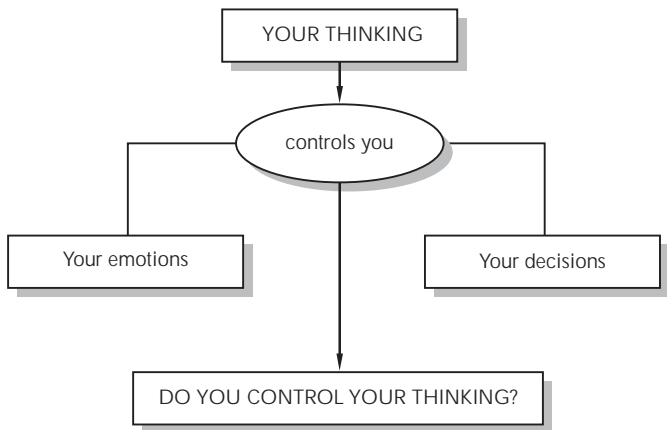 YOUR THINKING
controls you
Your emotions
Your decisions
DO YOU CONTROL YOUR THINKING?